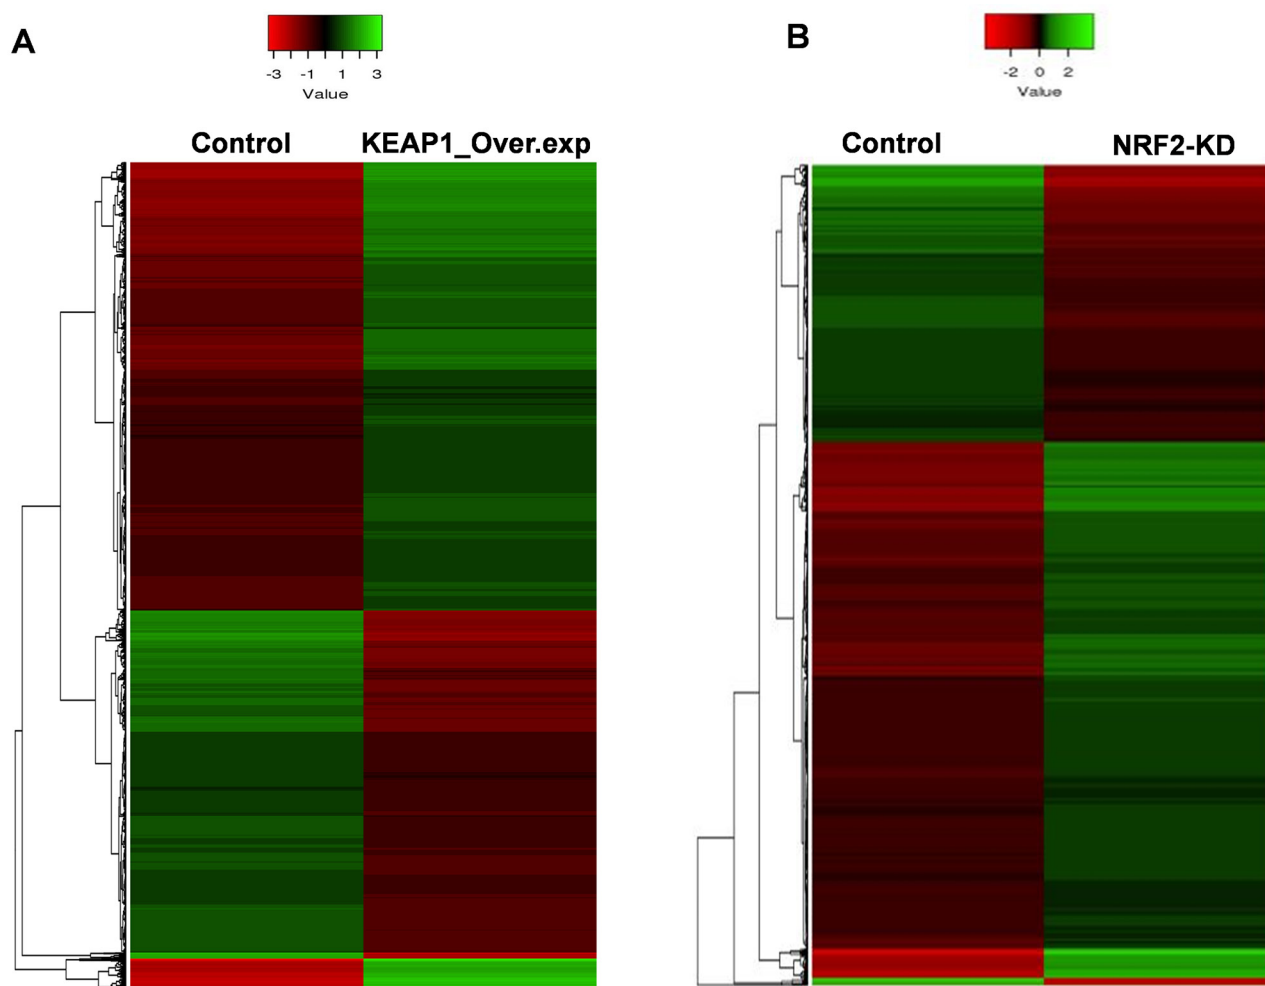 A
-3 -1 1 3
Value
Control KEAP1_Over.exp
B
-2 0 2
Value
Control NRF2-KD